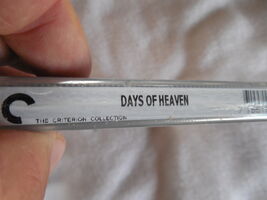 DAYS OF HEAVEN
THE CRITERION COLLECTION